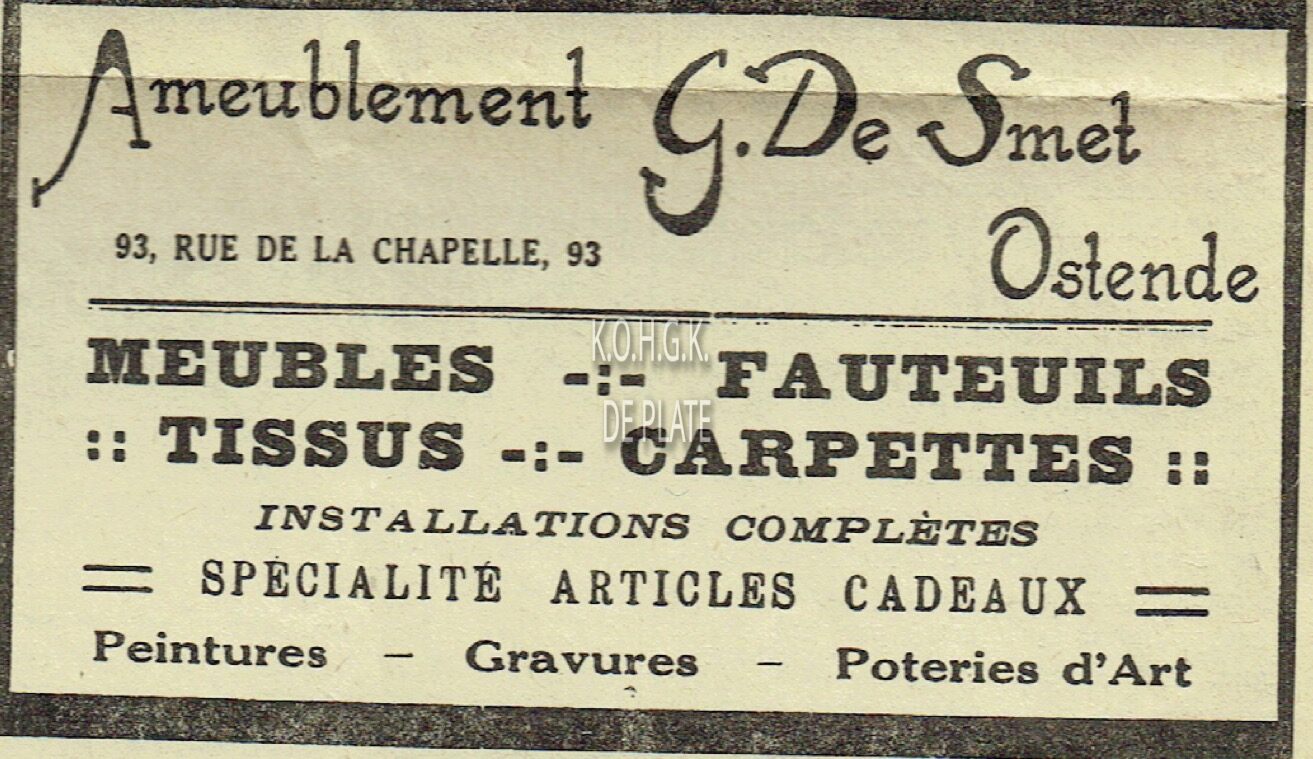 Ameublement G. De Smet
93, RUE DE LA CHAPELLE, 93
Ostende
MEUBLES -:- FAUTEUILS
:: TISSUS -:- CARPETTES ::
INSTALLATIONS COMPLÈTES
SPÉCIALITÉ ARTICLES CADEAUX
Peintures — Gravures — Poteries d'Art
K.O.H.G.K.
DE PLATE